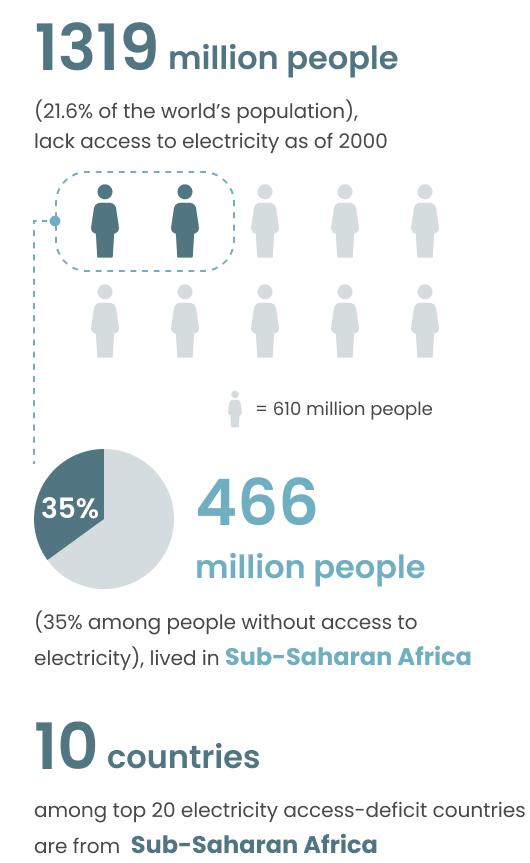 1319 million people
(21.6% of the world's population),
lack access to electricity as of 2000
= 610 million people
35%
466
million people
(35% among people without access to
electricity), lived in Sub-Saharan Africa
10 countries
among top 20 electricity access-deficit countries
are from Sub-Saharan Africa